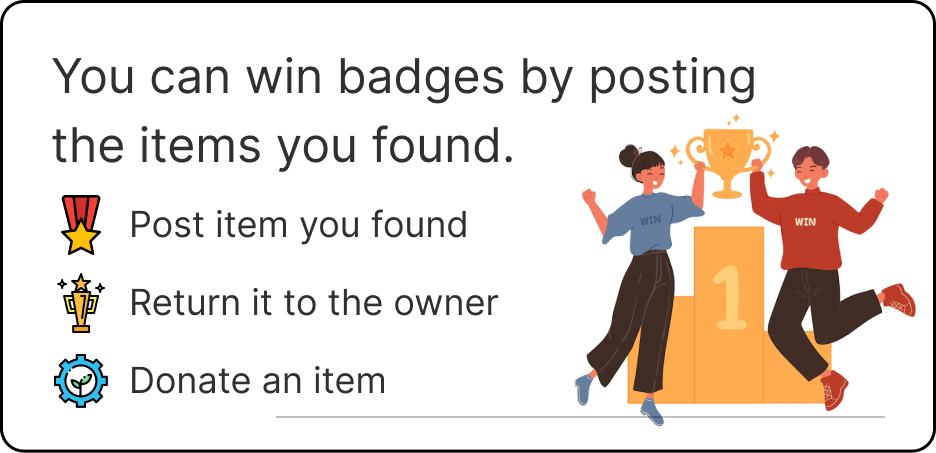 You can win badges by posting
the items you found.
Post item you found
Return it to the owner
Donate an item
WIN
WIN
1